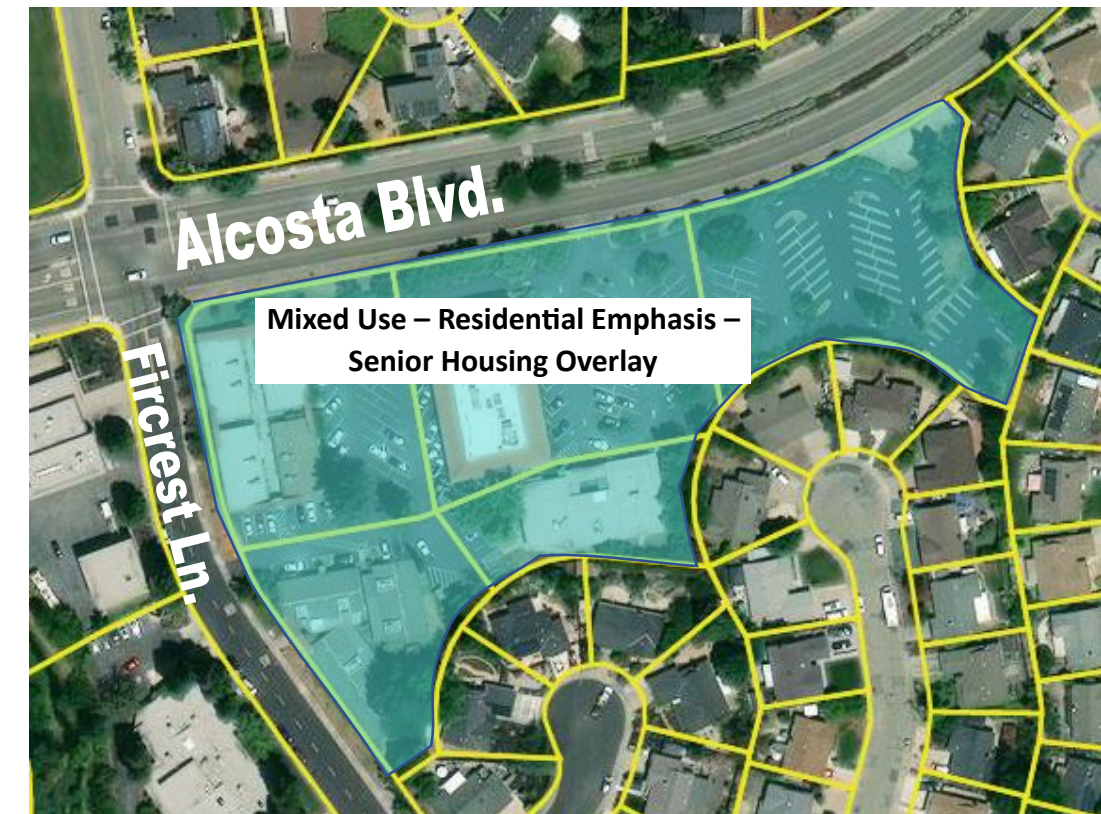 Alcosta Blvd.
Mixed Use – Residential Emphasis –
Senior Housing Overlay
Fircrest Ln.